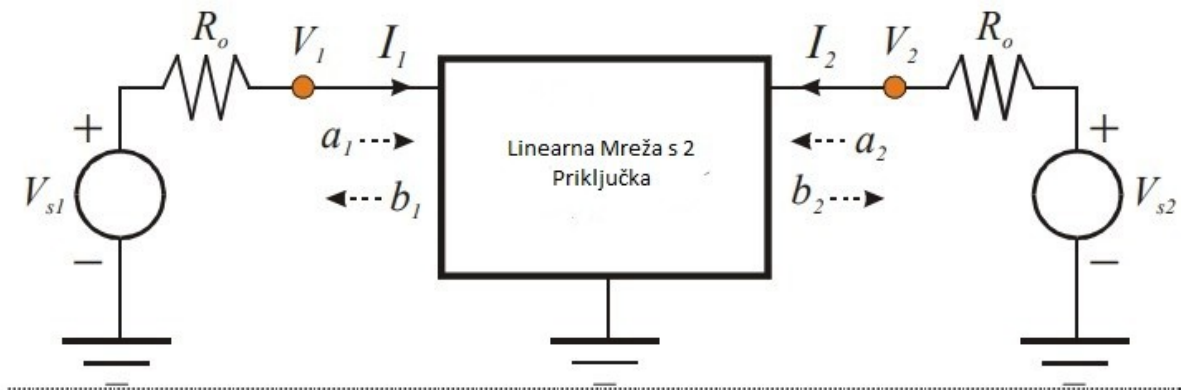 R_o V_1 I_1 I_2 V_2 R_o
+ a_1 Linearna Mreža s 2 a_2 +
V_s1 b_1 Priključka b_2 V_s2
− −